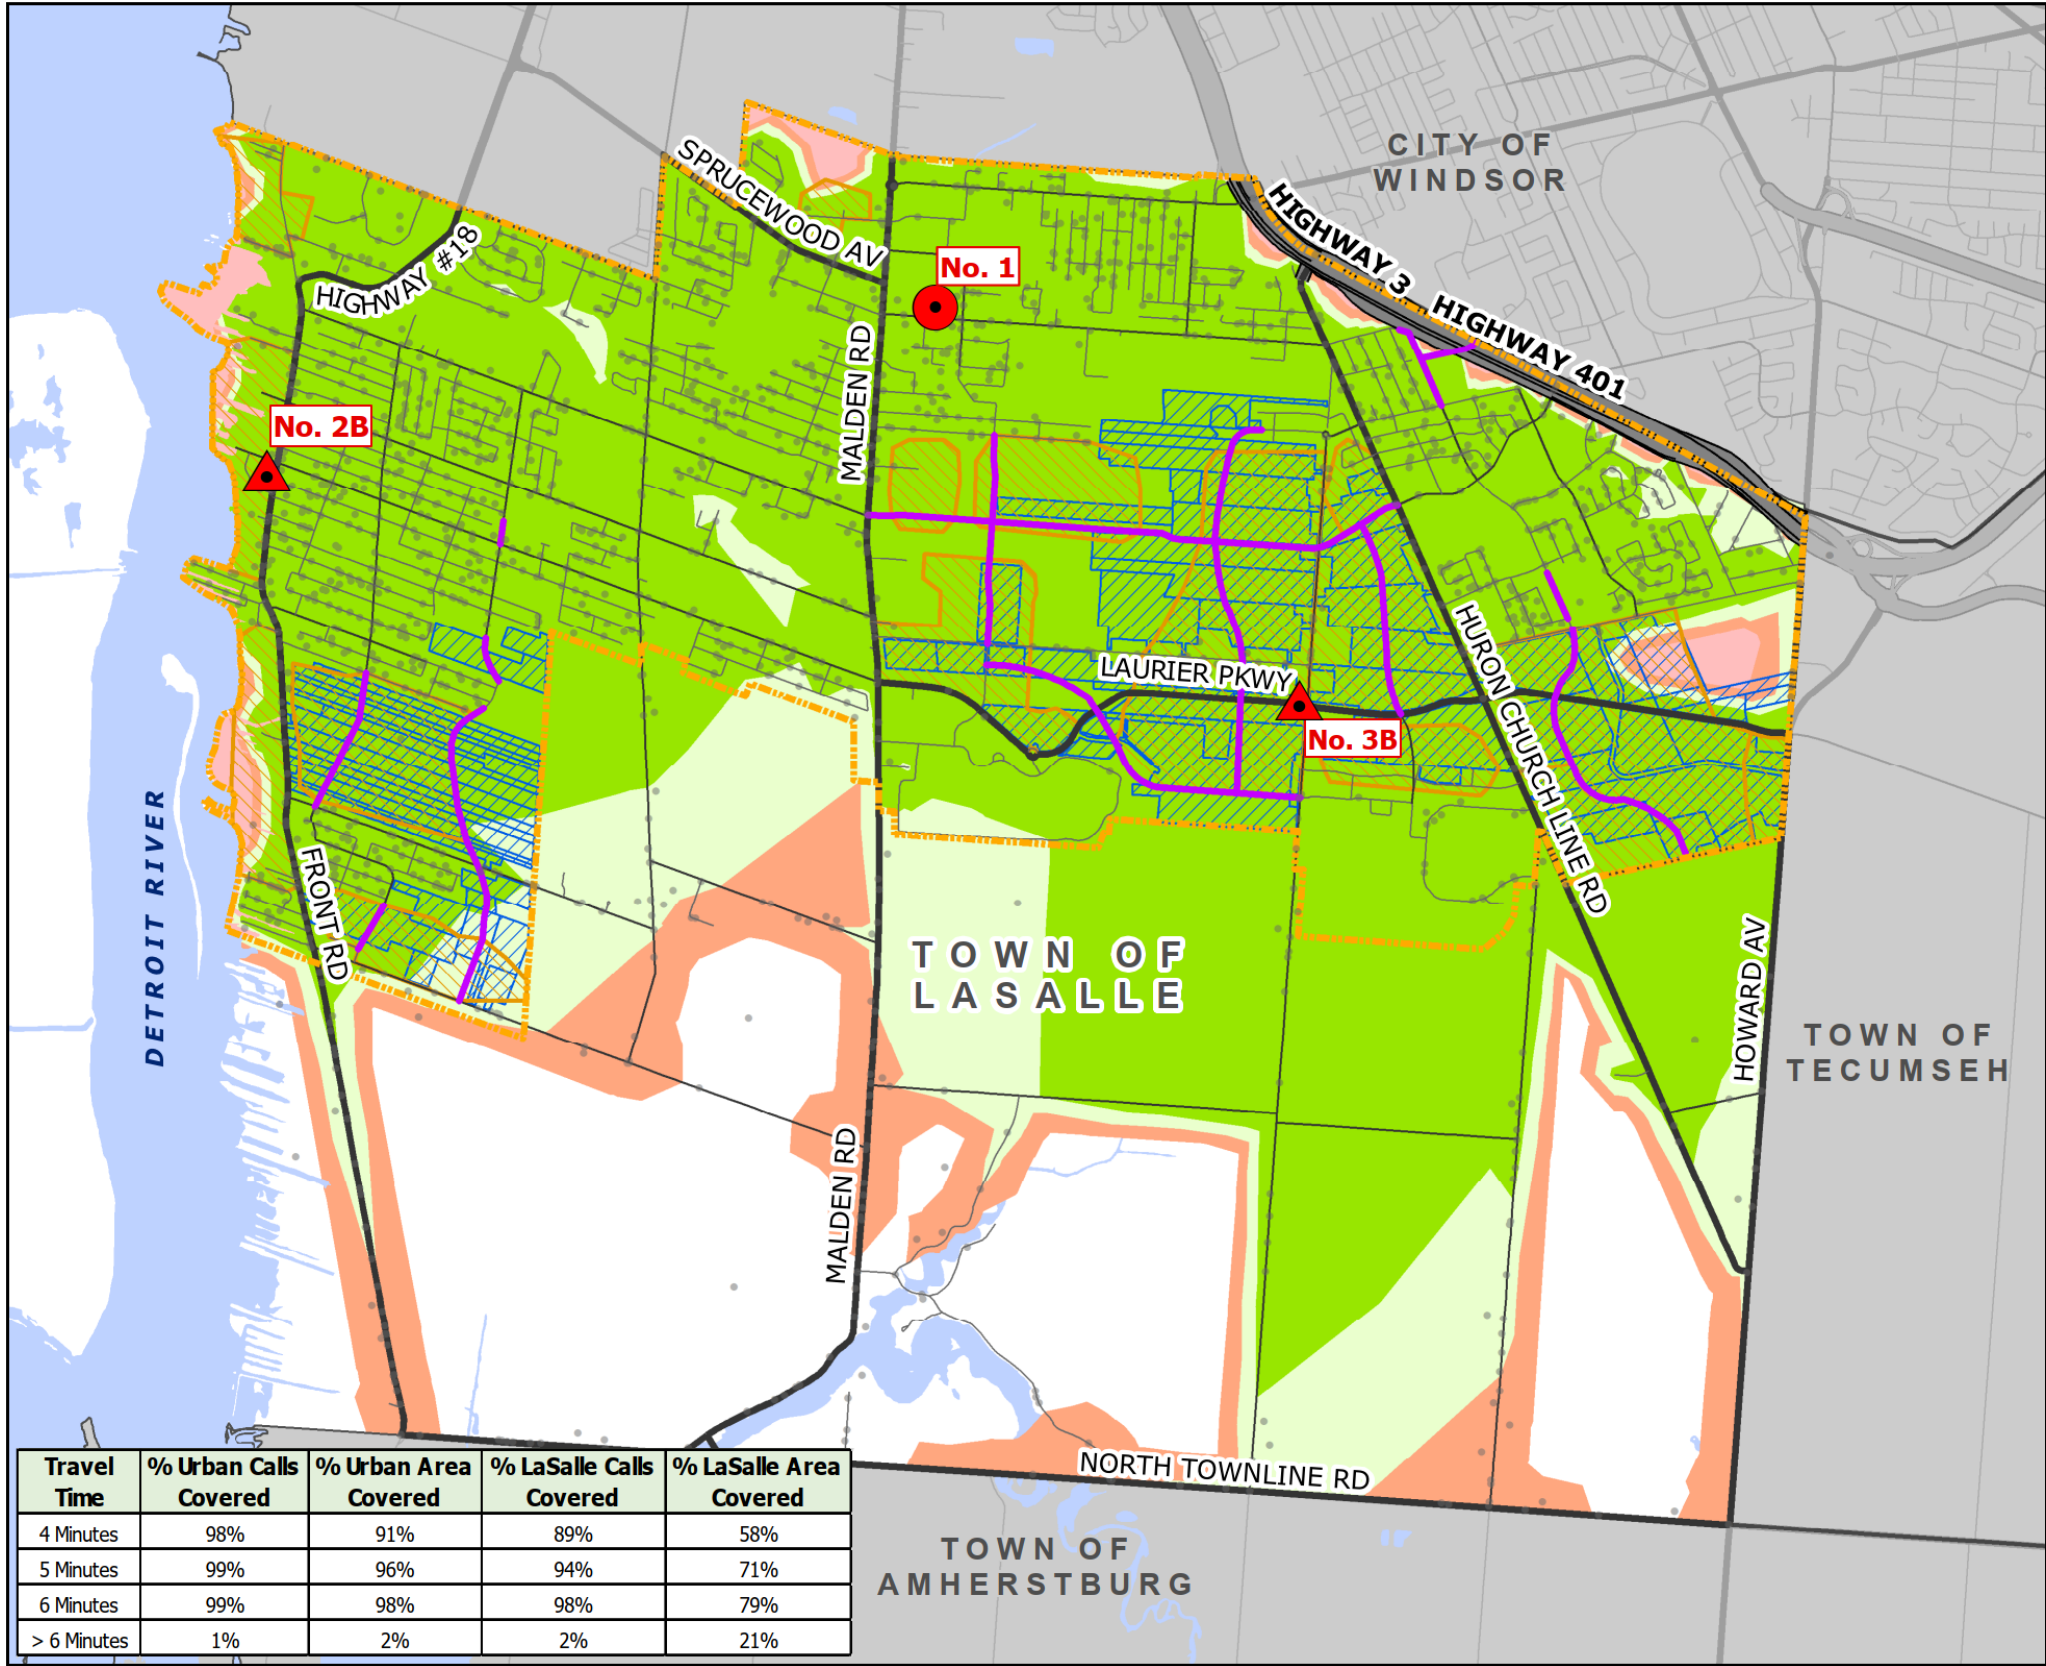 CITY OF
WINDSOR
SPRUCEWOOD AV
HIGHWAY 3
HIGHWAY #18
No. 1
HIGHWAY 401
MALDEN RD
No. 2B
LAURIER PKWY
HURON CHURCH LINE RD
No. 3B
DETROIT RIVER
FRONT RD
TOWN OF
LASALLE
HOWARD AV
TOWN OF
TECUMSEH
MALDEN RD
NORTH TOWNLINE RD
TOWN OF
AMHERSTBURG
Travel Time % Urban Calls Covered % Urban Area Covered % LaSalle Calls Covered % LaSalle Area Covered
4 Minutes 98% 91% 89% 58%
5 Minutes 99% 96% 94% 71%
6 Minutes 99% 98% 98% 79%
> 6 Minutes 1% 2% 2% 21%